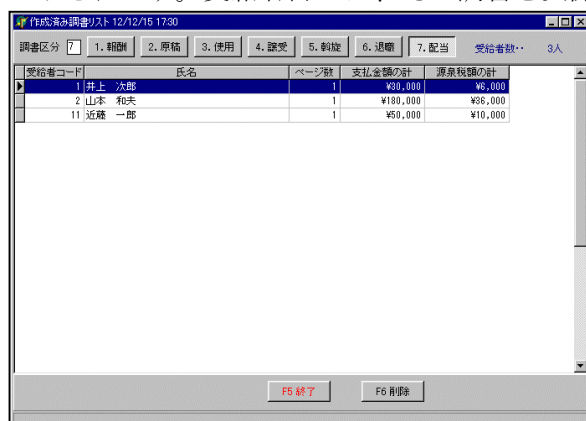 作成済み調書リスト 12/12/15 17:30
調書区分 7 1.報酬 2.原稿 3.使用 4.譲受 5.斡旋 6.退職 7.配当 受給者数‥ 3人
受給者コード 氏名 ページ数 支払金額の計 源泉税額の計
1 井上 次郎 1 ¥30,000 ¥6,000
2 山本 和夫 1 ¥180,000 ¥36,000
11 近藤 一郎 1 ¥50,000 ¥10,000
F5 終了 F6 削除